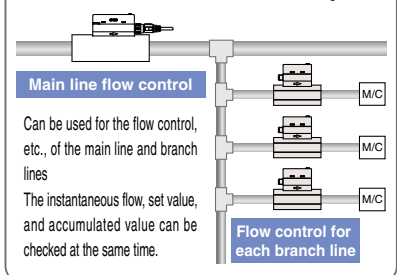 Main line flow control
Can be used for the flow control,
etc., of the main line and branch
lines
The instantaneous flow, set value,
and accumulated value can be
checked at the same time.
M/C
M/C
M/C
Flow control for
each branch line